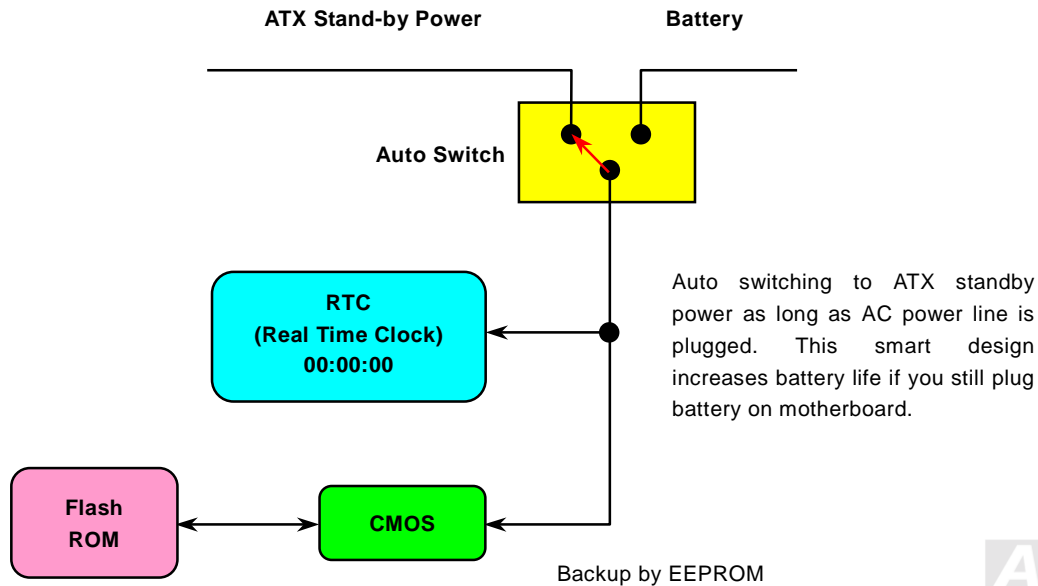 ATX Stand-by Power
Battery
Auto Switch
RTC
(Real Time Clock)
00:00:00
Auto switching to ATX standby
power as long as AC power line is
plugged. This smart design
increases battery life if you still plug
battery on motherboard.
Flash
ROM
CMOS
Backup by EEPROM
A